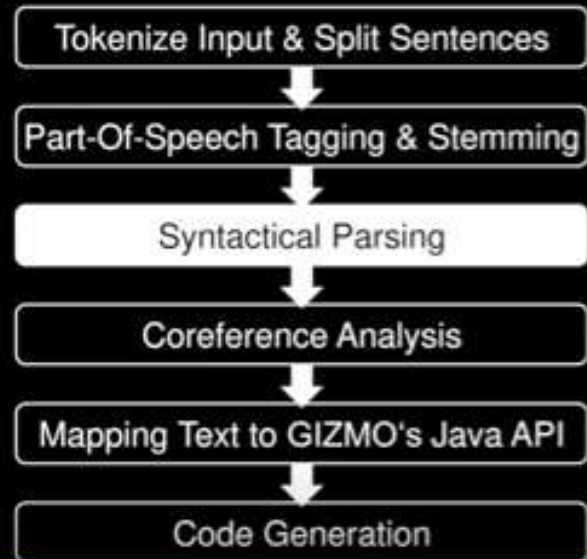 Tokenize Input & Split Sentences
Part-Of-Speech Tagging & Stemming
Syntactical Parsing
Coreference Analysis
Mapping Text to GIZMO's Java API
Code Generation